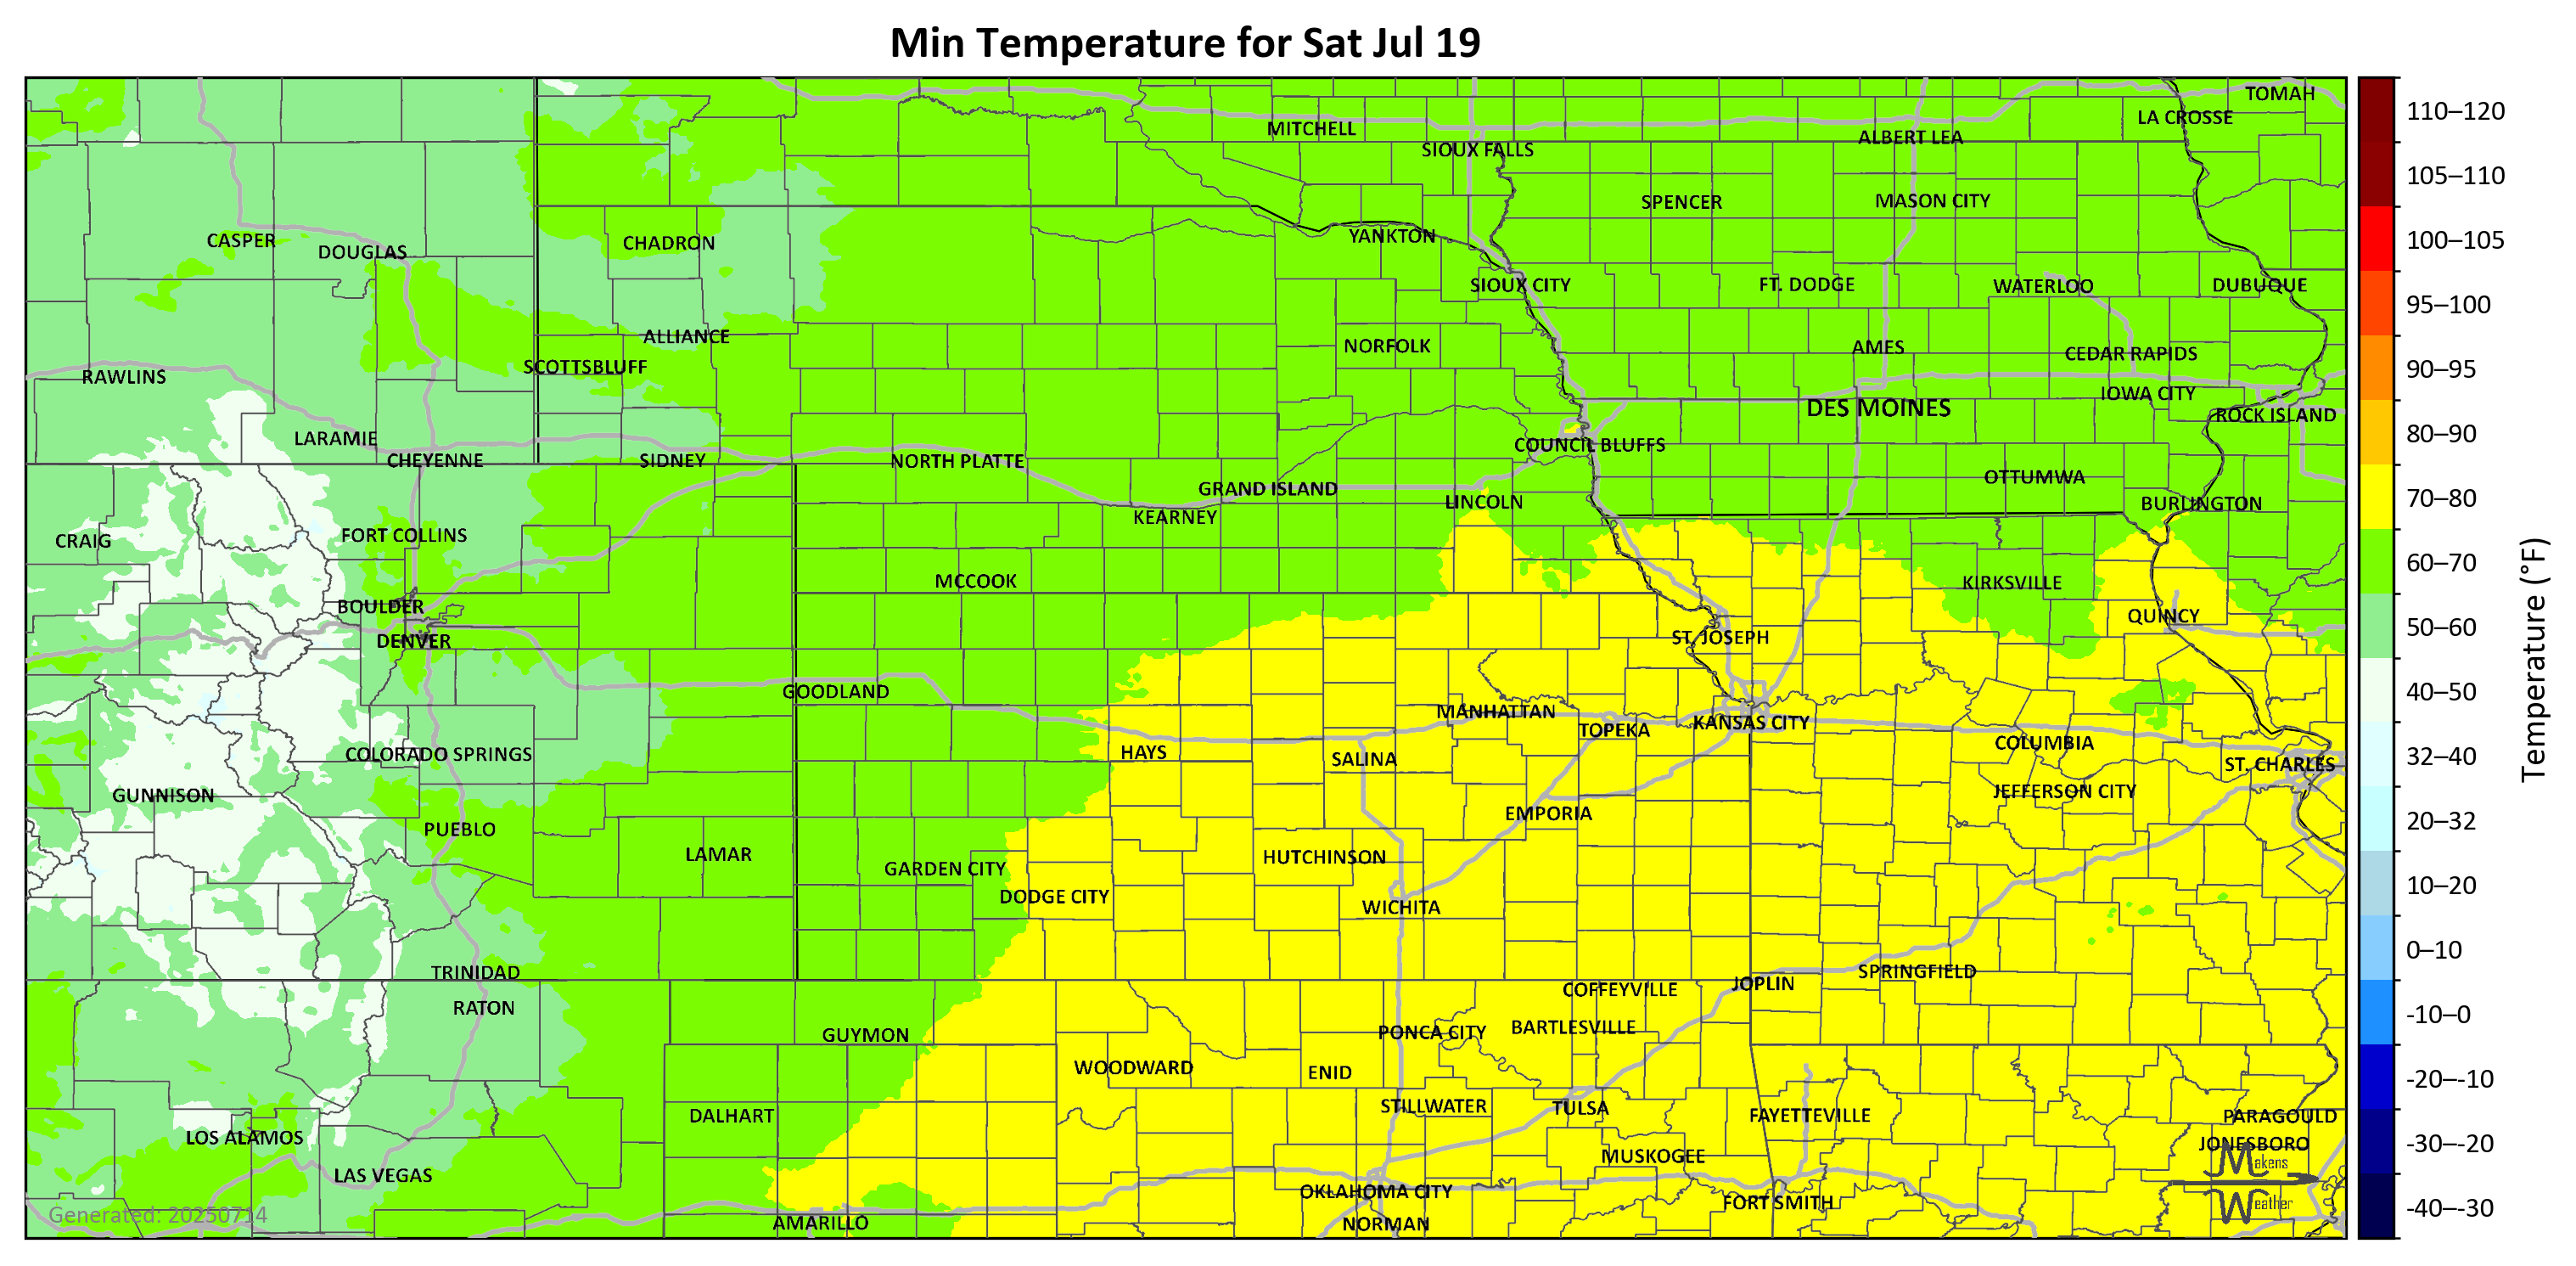 Min Temperature for Sat Jul 19
TOMAH
LA CROSSE
MITCHELL
ALBERT LEA
SIOUX FALLS
SPENCER
MASON CITY
CASPER
DOUGLAS
CHADRON
YANKTON
SIOUX CITY
FT. DODGE
WATERLOO
DUBUQUE
ALLIANCE
NORFOLK
AMES
CEDAR RAPIDS
SCOTTSBLUFF
RAWLINS
IOWA CITY
DES MOINES
ROCK ISLAND
LARAMIE
COUNCIL BLUFFS
CHEYENNE
SIDNEY
NORTH PLATTE
OTTUMWA
GRAND ISLAND
LINCOLN
BURLINGTON
KEARNEY
FORT COLLINS
CRAIG
MCCOOK
KIRKSVILLE
BOULDER
QUINCY
DENVER
ST. JOSEPH
GOODLAND
MANHATTAN
KANSAS CITY
TOPEKA
COLUMBIA
HAYS
COLORADO SPRINGS
SALINA
ST. CHARLES
JEFFERSON CITY
GUNNISON
EMPORIA
PUEBLO
LAMAR
HUTCHINSON
GARDEN CITY
DODGE CITY
WICHITA
TRINIDAD
SPRINGFIELD
JOPLIN
COFFEYVILLE
RATON
BARTLESVILLE
PONCA CITY
GUYMON
WOODWARD
ENID
STILLWATER
TULSA
DALHART
FAYETTEVILLE
PARAGOULD
LOS ALAMOS
JONESBORO
MUSKOGEE
LAS VEGAS
OKLAHOMA CITY
FORT SMITH
AMARILLO
NORMAN
Generated: 20250714
Makens
Weather
110–120
105–110
100–105
95–100
90–95
80–90
70–80
60–70
50–60
40–50
32–40
20–32
10–20
0–10
-10–0
-20–-10
-30–-20
-40–-30
Temperature (°F)